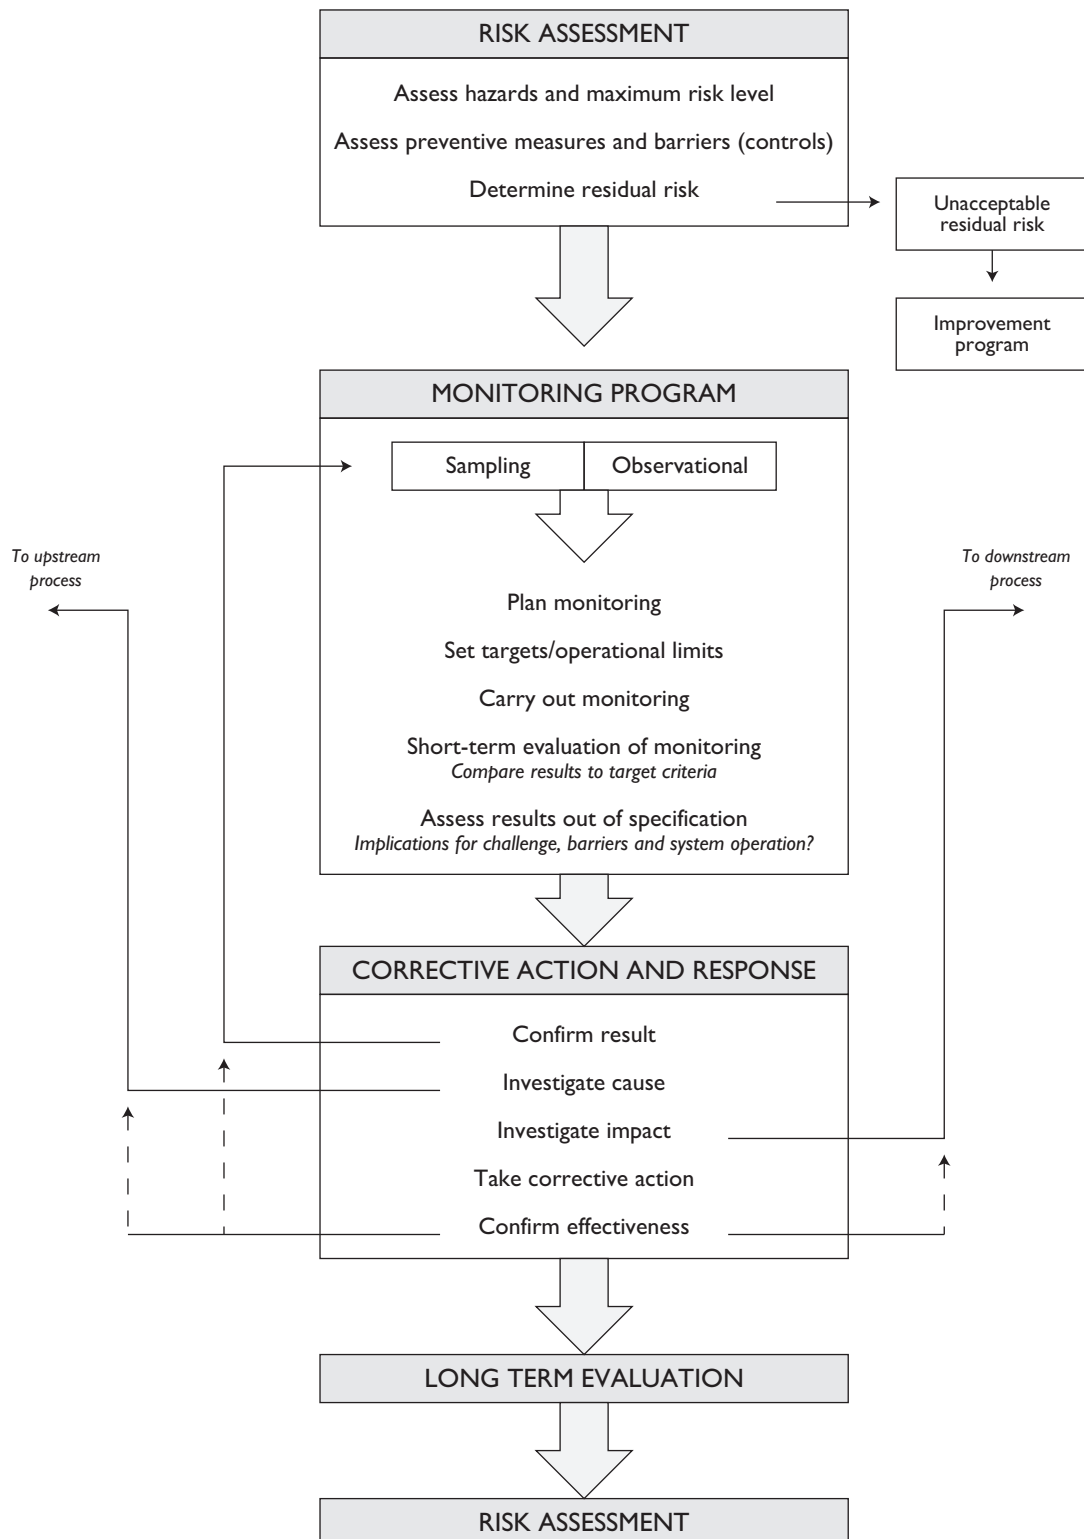 RISK ASSESSMENT
Assess hazards and maximum risk level
Assess preventive measures and barriers (controls)
Determine residual risk
Unacceptable
residual risk
Improvement
program
MONITORING PROGRAM
Sampling
Observational
To upstream
process
To downstream
process
Plan monitoring
Set targets/operational limits
Carry out monitoring
Short-term evaluation of monitoring
Compare results to target criteria
Assess results out of specification
Implications for challenge, barriers and system operation?
CORRECTIVE ACTION AND RESPONSE
Confirm result
Investigate cause
Investigate impact
Take corrective action
Confirm effectiveness
LONG TERM EVALUATION
RISK ASSESSMENT